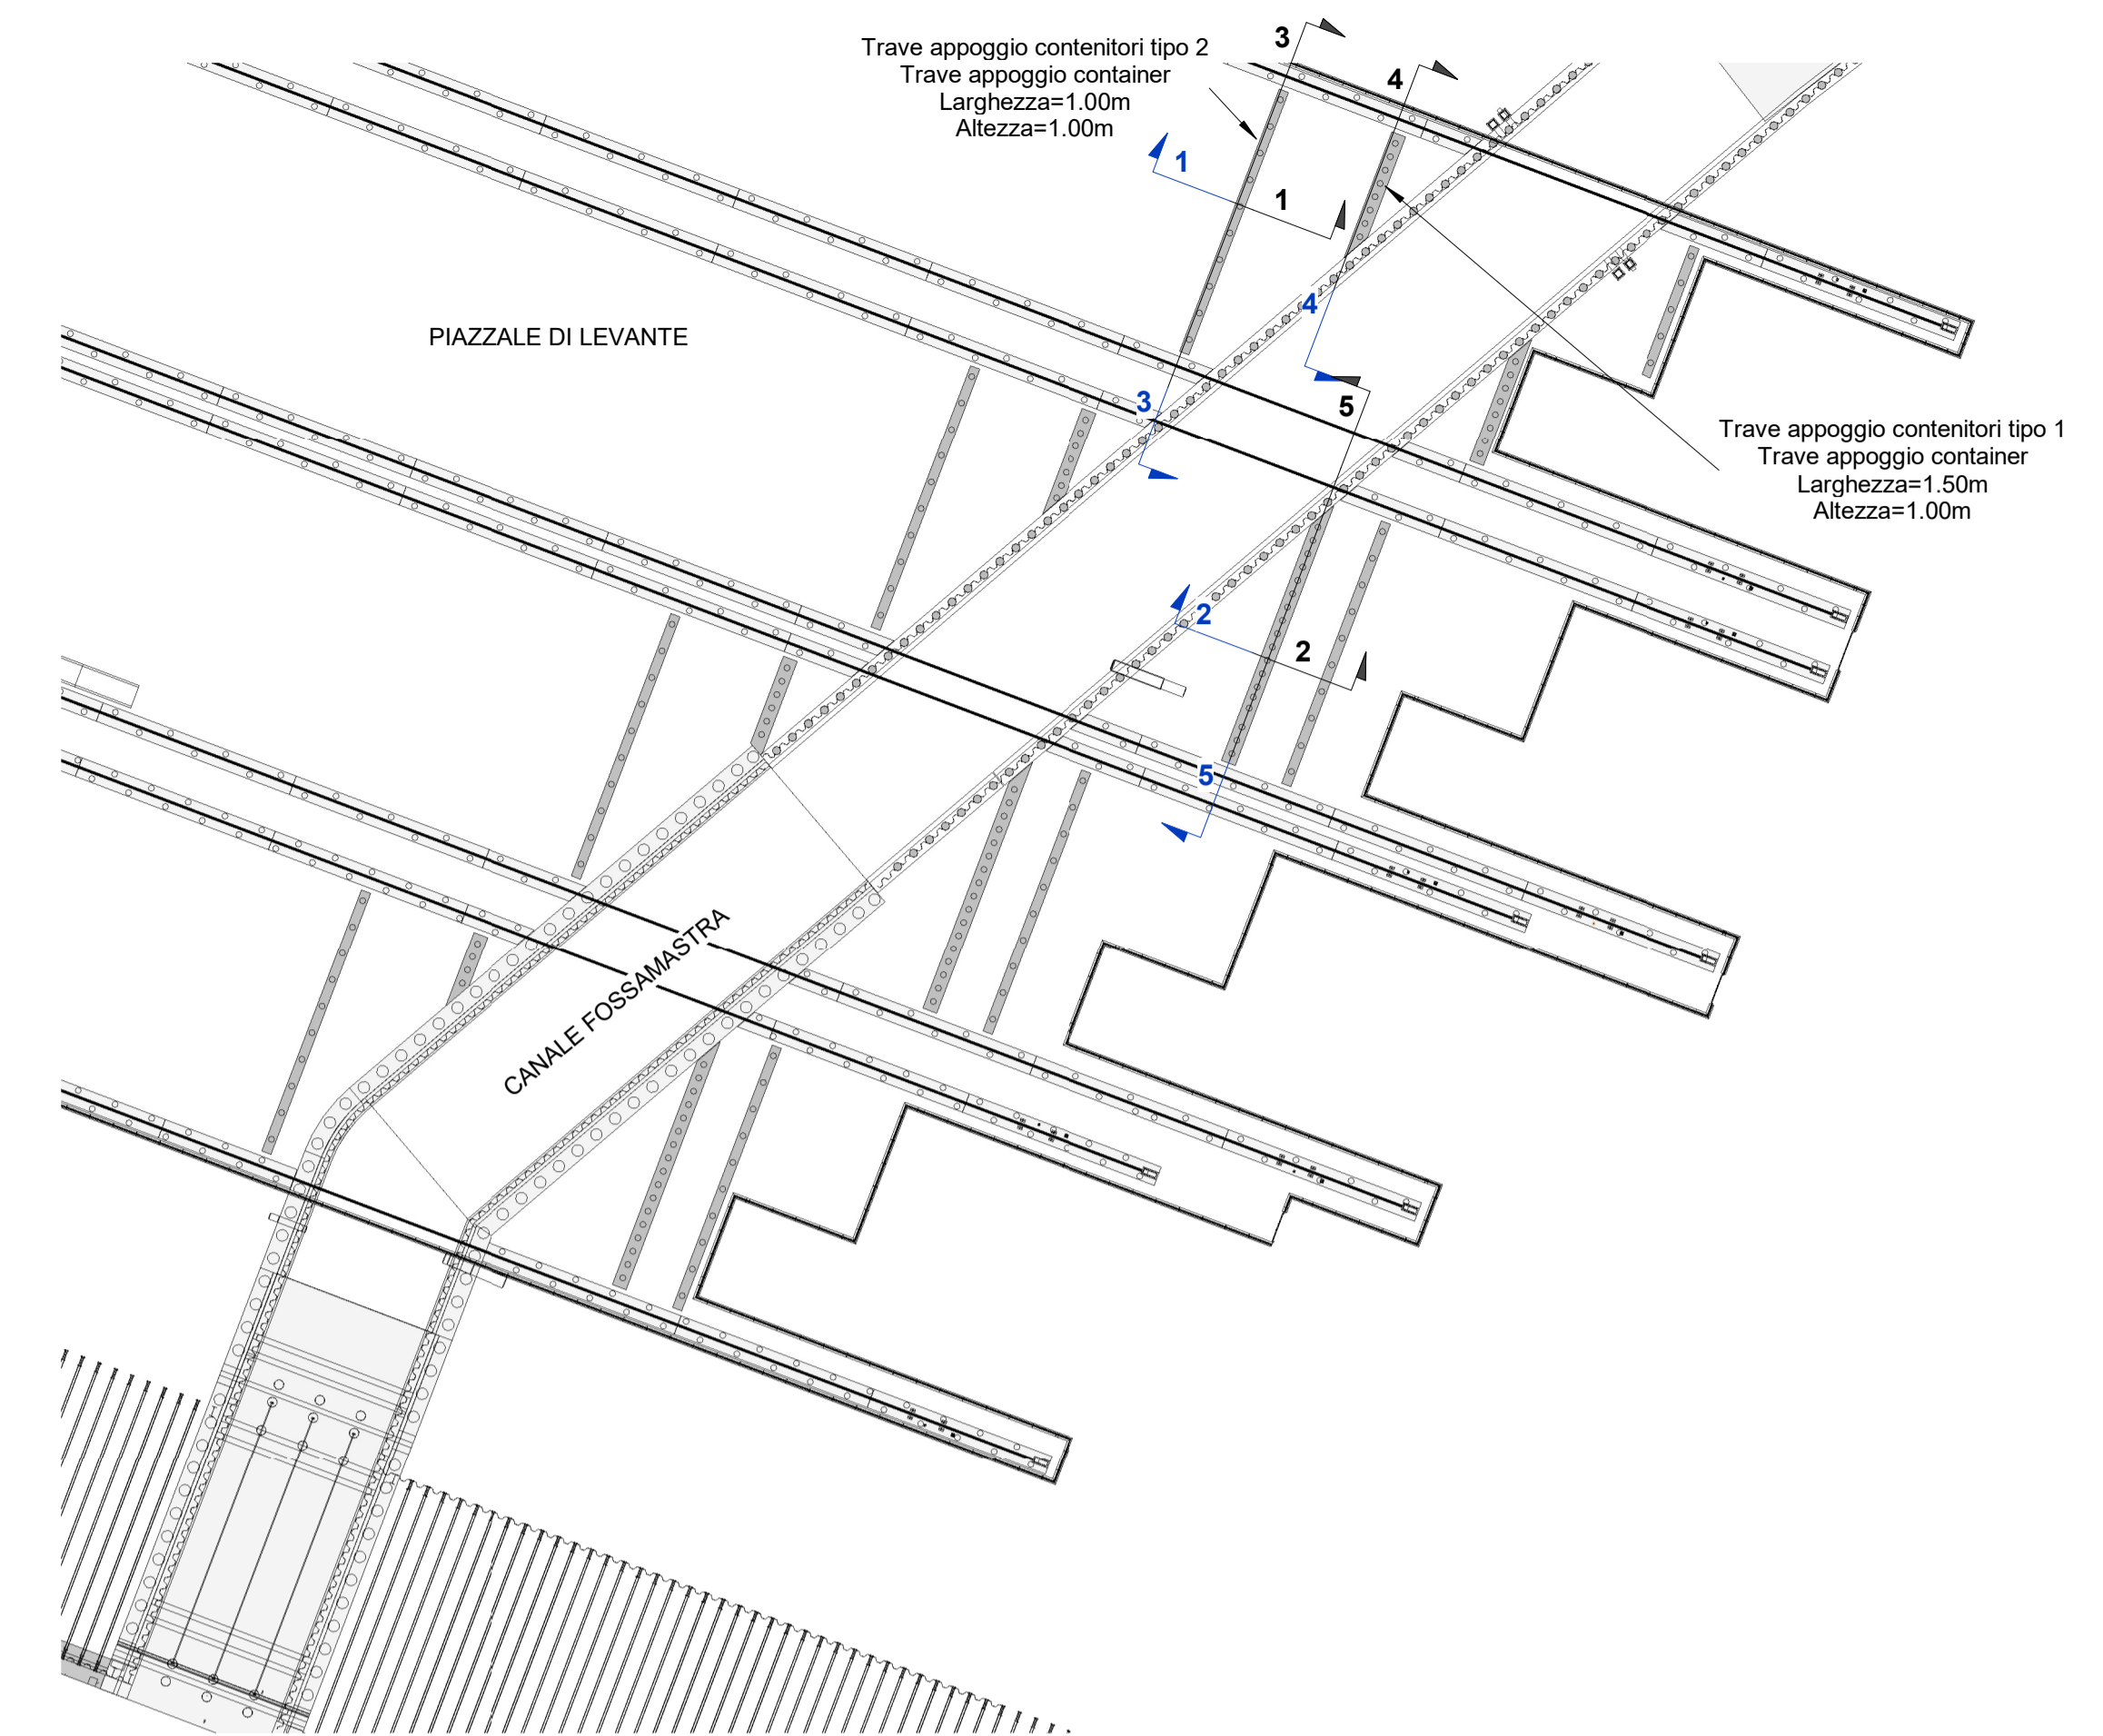 Trave appoggio contenitori tipo 2
Trave appoggio container
Larghezza=1.00m
Altezza=1.00m
3
4
1
1
PIAZZALE DI LEVANTE
4
3
5
Trave appoggio contenitori tipo 1
Trave appoggio container
Larghezza=1.50m
Altezza=1.00m
2
2
5
CANALE FOSSAMASTRA